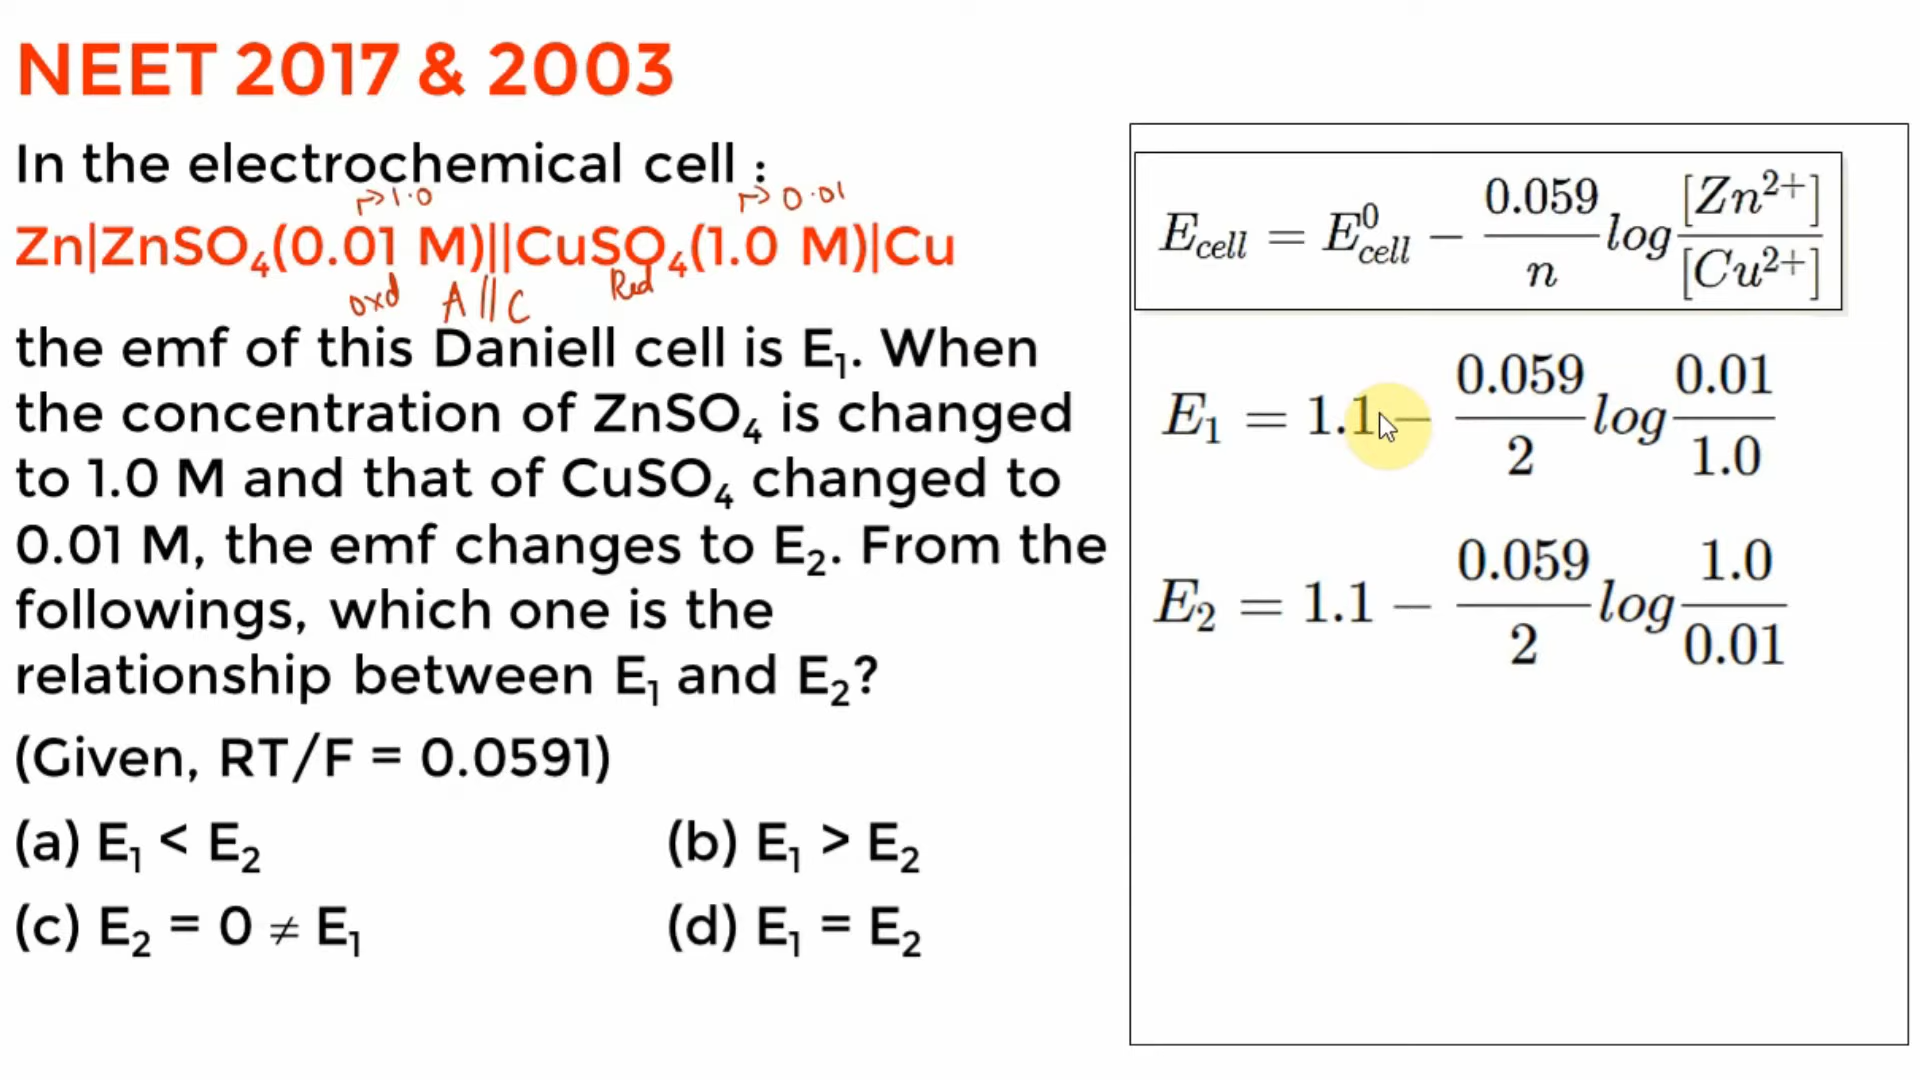 NEET 2017 & 2003
In the electrochemical cell :
→1.0 →0.01
Zn|ZnSO₄(0.01 M)||CuSO₄(1.0 M)|Cu
oxd A||C Red
the emf of this Daniell cell is E₁. When
the concentration of ZnSO₄ is changed
to 1.0 M and that of CuSO₄ changed to
0.01 M, the emf changes to E₂. From the
followings, which one is the
relationship between E₁ and E₂?
(Given, RT/F = 0.0591)
(a) E₁ < E₂ (b) E₁ > E₂
(c) E₂ = 0 ≠ E₁ (d) E₁ = E₂
E_cell = E⁰_cell − 0.059/n log [Zn²⁺]/[Cu²⁺]
E₁ = 1.1 − 0.059/2 log 0.01/1.0
E₂ = 1.1 − 0.059/2 log 1.0/0.01